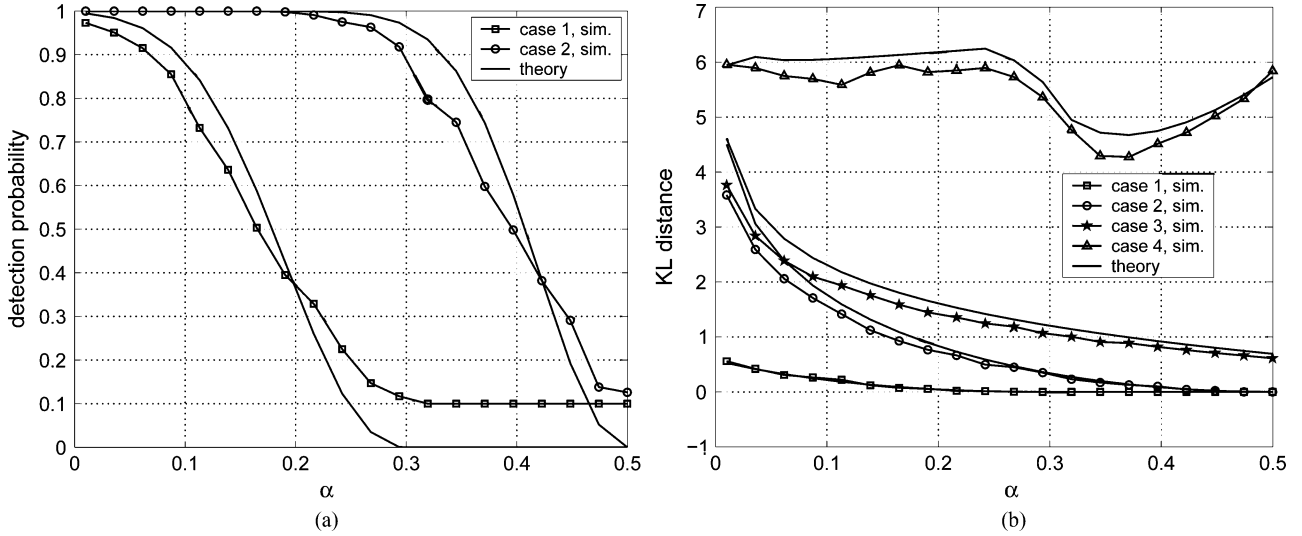 1
0.9
0.8
0.7
0.6
0.5
0.4
0.3
0.2
0.1
0
detection probability
case 1, sim.
case 2, sim.
theory
0 0.1 0.2 0.3 0.4 0.5
α
(a)
7
6
5
4
3
2
1
0
−1
KL distance
case 1, sim.
case 2, sim.
case 3, sim.
case 4, sim.
theory
0 0.1 0.2 0.3 0.4 0.5
α
(b)